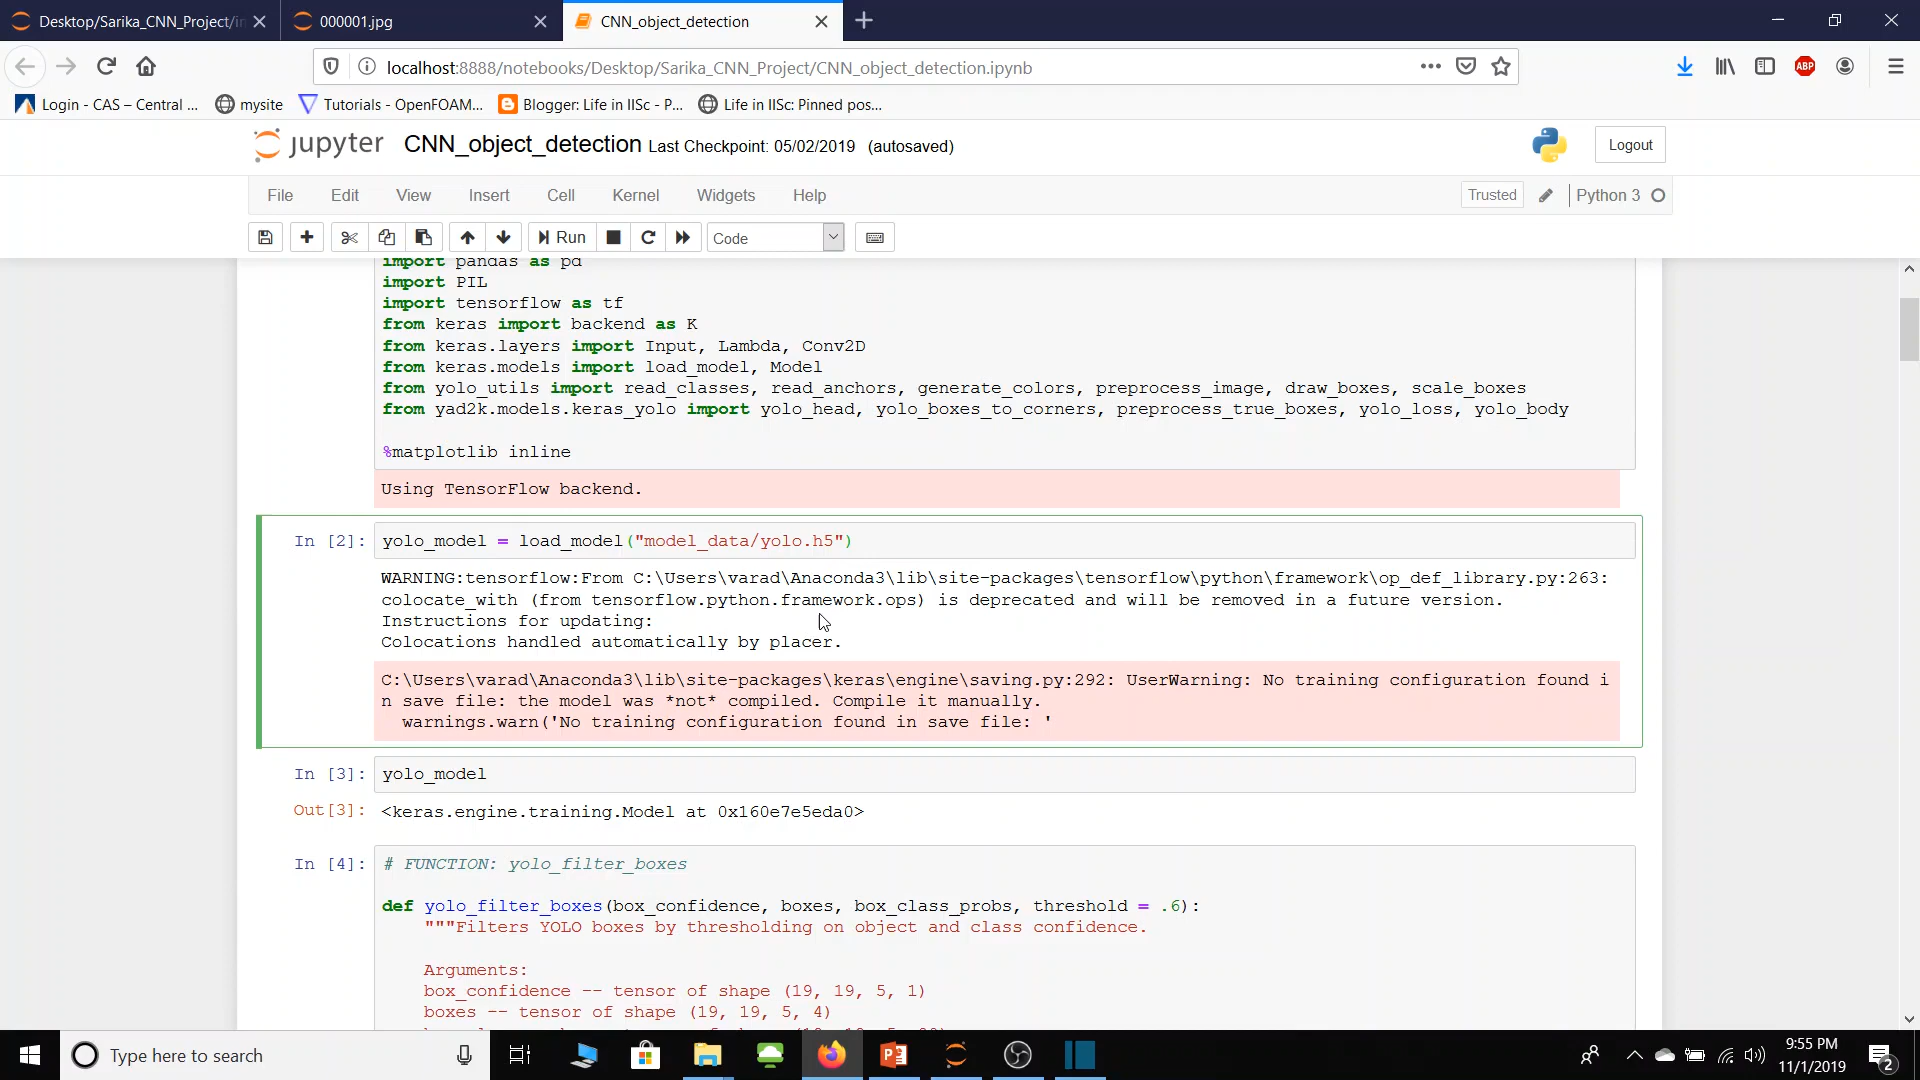 Desktop/Sarika_CNN_Project/in
000001.jpg
CNN_object_detection
localhost:8888/notebooks/Desktop/Sarika_CNN_Project/CNN_object_detection.ipynb
ABP
Login - CAS – Central ...
mysite
Tutorials - OpenFOAM...
Blogger: Life in IISc - P...
Life in IISc: Pinned pos...
jupyter CNN_object_detection Last Checkpoint: 05/02/2019 (autosaved)
Logout
File Edit View Insert Cell Kernel Widgets Help
Trusted
Python 3
Run
Code
import pandas as pd
import PIL
import tensorflow as tf
from keras import backend as K
from keras.layers import Input, Lambda, Conv2D
from keras.models import load_model, Model
from yolo_utils import read_classes, read_anchors, generate_colors, preprocess_image, draw_boxes, scale_boxes
from yad2k.models.keras_yolo import yolo_head, yolo_boxes_to_corners, preprocess_true_boxes, yolo_loss, yolo_body
%matplotlib inline
Using TensorFlow backend.
In [2]: yolo_model = load_model("model_data/yolo.h5")
WARNING:tensorflow:From C:\Users\varad\Anaconda3\lib\site-packages\tensorflow\python\framework\op_def_library.py:263:
colocate_with (from tensorflow.python.framework.ops) is deprecated and will be removed in a future version.
Instructions for updating:
Colocations handled automatically by placer.
C:\Users\varad\Anaconda3\lib\site-packages\keras\engine\saving.py:292: UserWarning: No training configuration found i
n save file: the model was *not* compiled. Compile it manually.
warnings.warn('No training configuration found in save file: '
In [3]: yolo_model
Out[3]: <keras.engine.training.Model at 0x160e7e5eda0>
In [4]: # FUNCTION: yolo_filter_boxes
def yolo_filter_boxes(box_confidence, boxes, box_class_probs, threshold = .6):
"""Filters YOLO boxes by thresholding on object and class confidence.
Arguments:
box_confidence -- tensor of shape (19, 19, 5, 1)
boxes -- tensor of shape (19, 19, 5, 4)
Type here to search
9:55 PM
11/1/2019
2